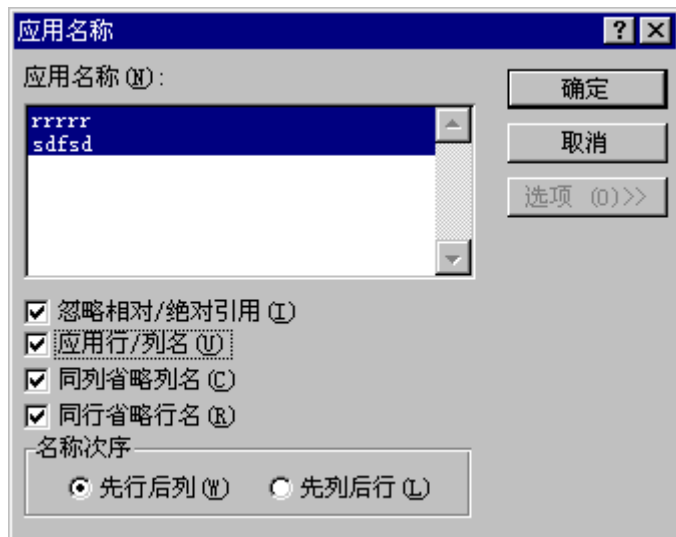 应用名称
应用名称(N):
rrrrr
sdfsd
确定
取消
选项 (O)>>
忽略相对/绝对引用(I)
应用行/列名(U)
同列省略列名(C)
同行省略行名(R)
名称次序
先行后列(W)
先列后行(L)